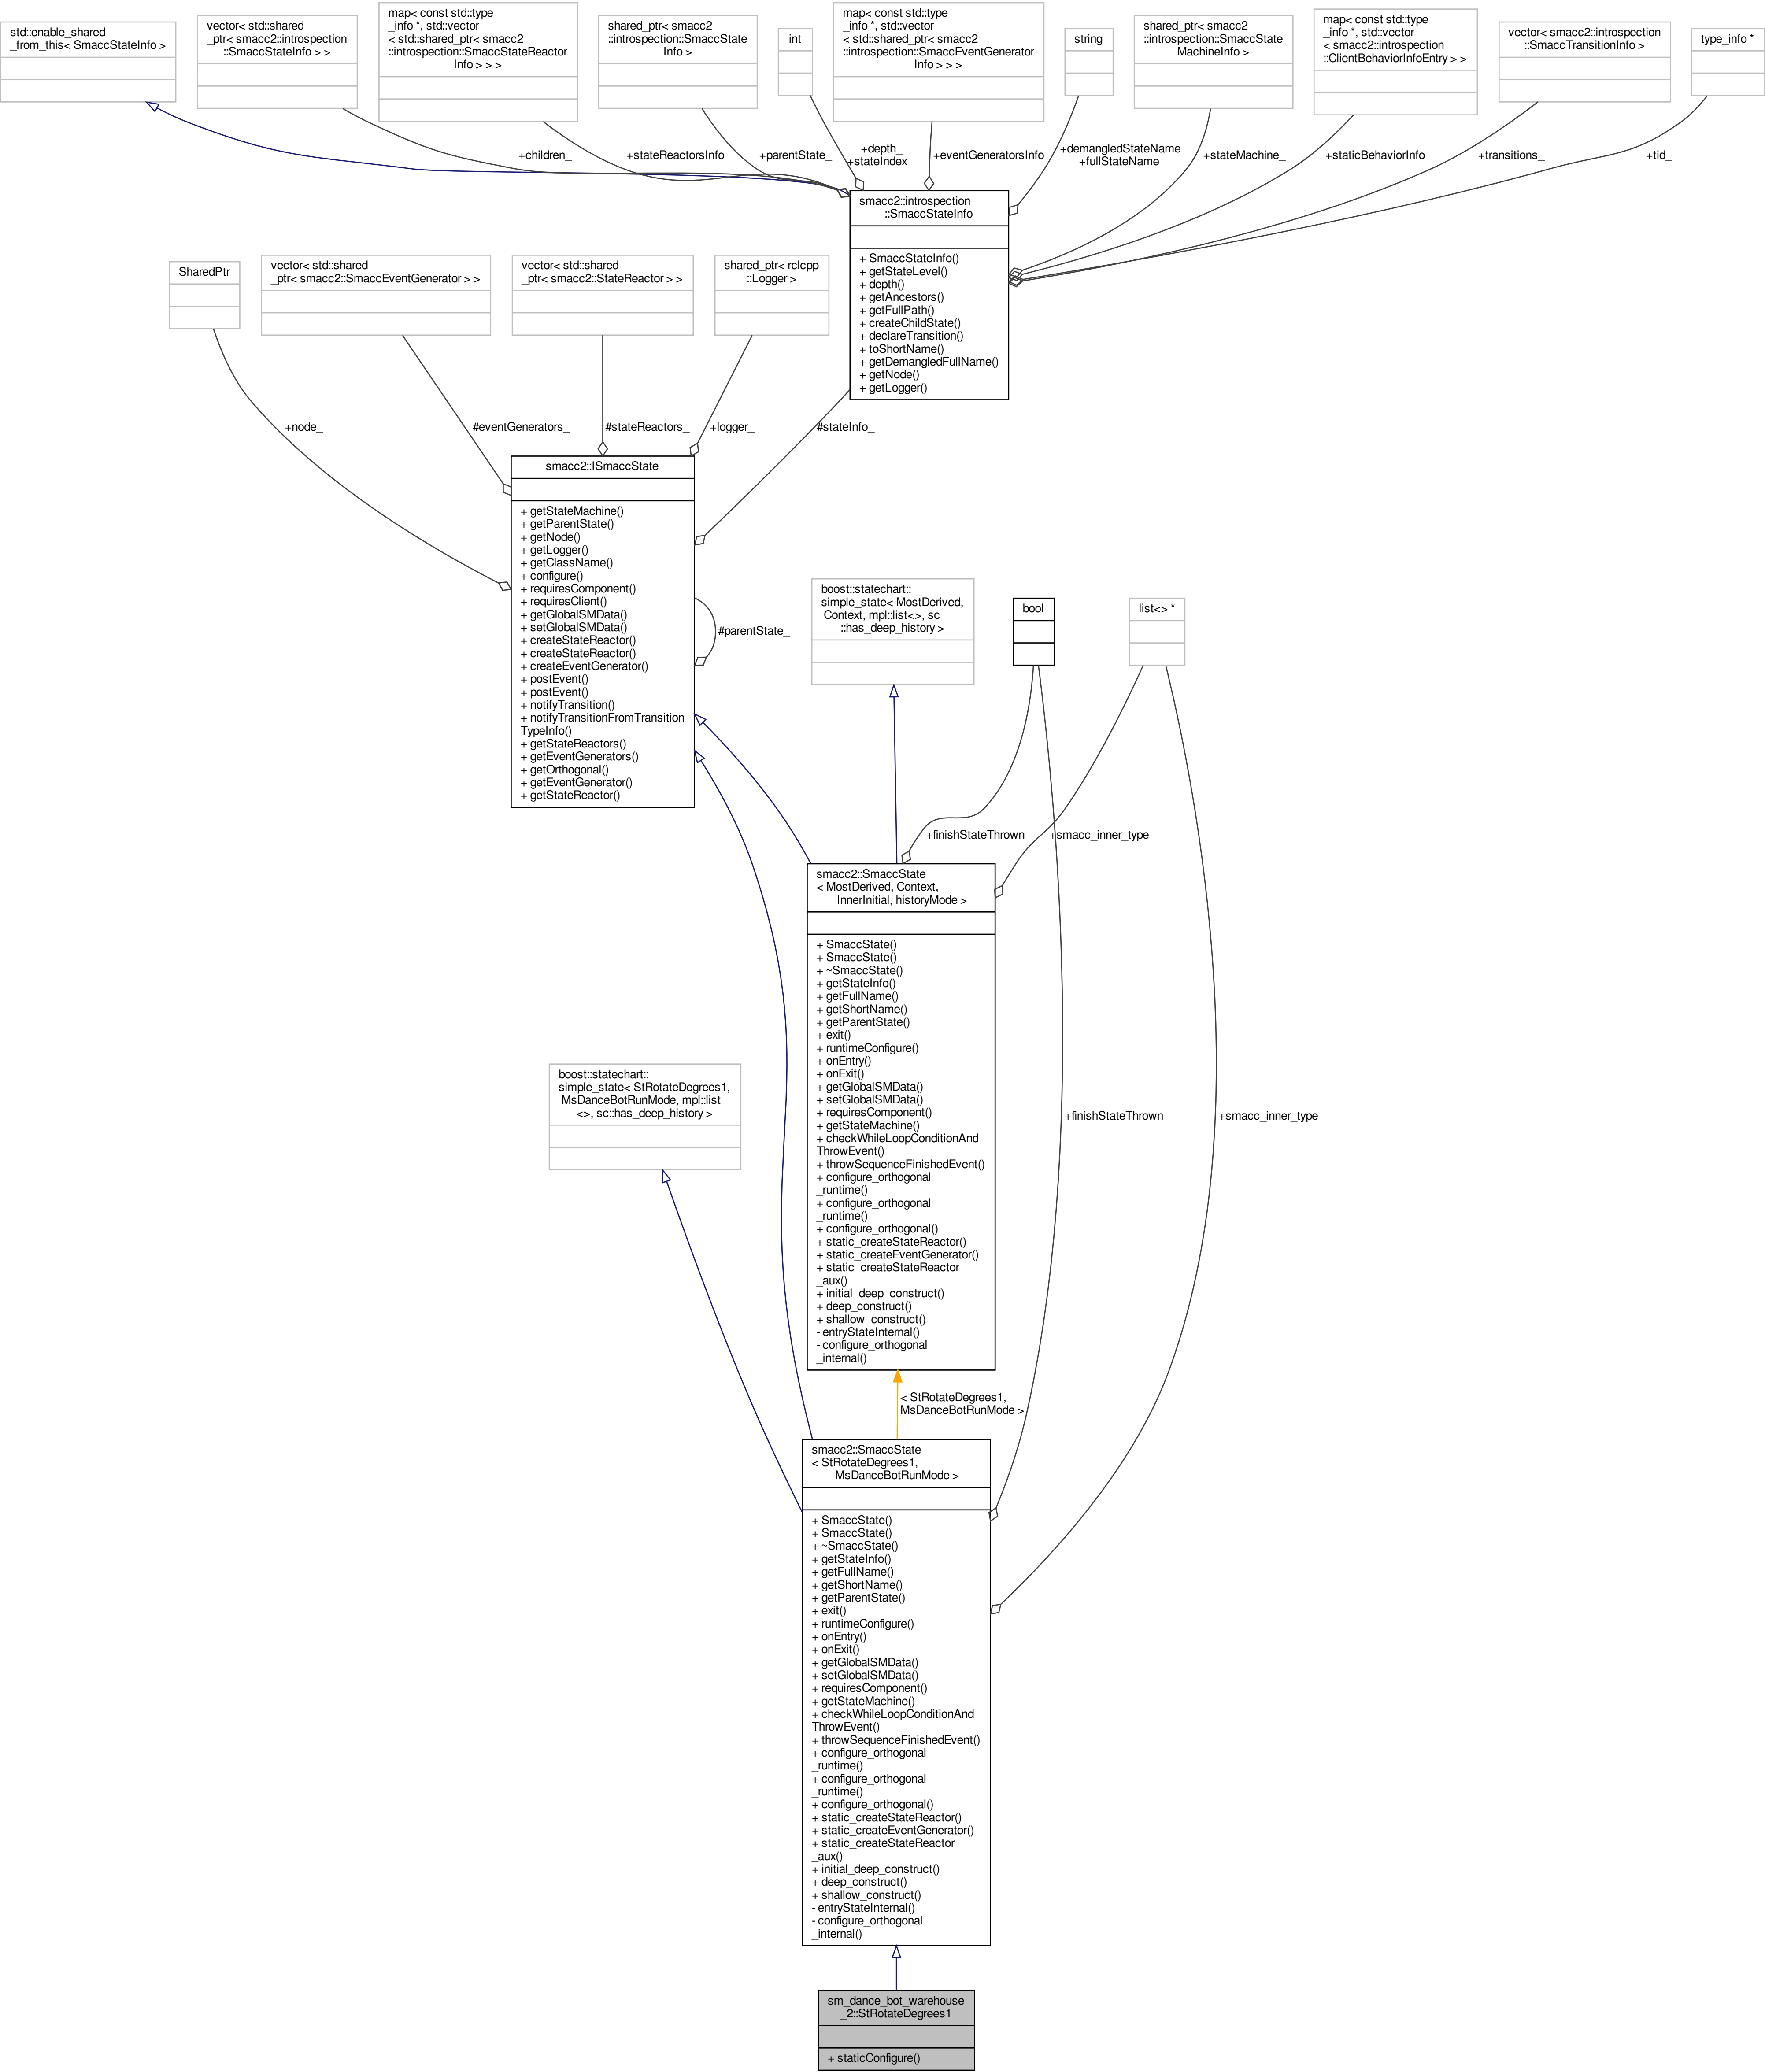 std::enable_shared
_from_this< SmaccStateInfo >
vector< std::shared
_ptr< smacc2::introspection
::SmaccStateInfo > >
map< const std::type
_info *, std::vector
< std::shared_ptr< smacc2
::introspection::SmaccStateReactor
Info > > >
shared_ptr< smacc2
::introspection::SmaccState
Info >
int
map< const std::type
_info *, std::vector
< std::shared_ptr< smacc2
::introspection::SmaccEventGenerator
Info > > >
string
shared_ptr< smacc2
::introspection::SmaccState
MachineInfo >
map< const std::type
_info *, std::vector
< smacc2::introspection
::ClientBehaviorInfoEntry > >
vector< smacc2::introspection
::SmaccTransitionInfo >
type_info *
+children_
+stateReactorsInfo
+parentState_
+depth_
+stateIndex_
+eventGeneratorsInfo
+demangledStateName
+fullStateName
+stateMachine_
+staticBehaviorInfo
+transitions_
+tid_
smacc2::introspection
::SmaccStateInfo
+ SmaccStateInfo()
+ getStateLevel()
+ depth()
+ getAncestors()
+ getFullPath()
+ createChildState()
+ declareTransition()
+ toShortName()
+ getDemangledFullName()
+ getNode()
+ getLogger()
SharedPtr
vector< std::shared
_ptr< smacc2::SmaccEventGenerator > >
vector< std::shared
_ptr< smacc2::StateReactor > >
shared_ptr< rclcpp
::Logger >
+node_
#eventGenerators_
#stateReactors_
+logger_
#stateInfo_
smacc2::ISmaccState
+ getStateMachine()
+ getParentState()
+ getNode()
+ getLogger()
+ getClassName()
+ configure()
+ requiresComponent()
+ requiresClient()
+ getGlobalSMData()
+ setGlobalSMData()
+ createStateReactor()
+ createStateReactor()
+ createEventGenerator()
+ postEvent()
+ postEvent()
+ notifyTransition()
+ notifyTransitionFromTransition
TypeInfo()
+ getStateReactors()
+ getEventGenerators()
+ getOrthogonal()
+ getEventGenerator()
+ getStateReactor()
#parentState_
boost::statechart::
simple_state< MostDerived,
Context, mpl::list<>, sc
::has_deep_history >
bool
list<> *
+finishStateThrown
+smacc_inner_type
smacc2::SmaccState
< MostDerived, Context,
InnerInitial, historyMode >
+ SmaccState()
+ SmaccState()
+ ~SmaccState()
+ getStateInfo()
+ getFullName()
+ getShortName()
+ getParentState()
+ exit()
+ runtimeConfigure()
+ onEntry()
+ onExit()
+ getGlobalSMData()
+ setGlobalSMData()
+ requiresComponent()
+ getStateMachine()
+ checkWhileLoopConditionAnd
ThrowEvent()
+ throwSequenceFinishedEvent()
+ configure_orthogonal
_runtime()
+ configure_orthogonal
_runtime()
+ configure_orthogonal()
+ static_createStateReactor()
+ static_createEventGenerator()
+ static_createStateReactor
_aux()
+ initial_deep_construct()
+ deep_construct()
+ shallow_construct()
- entryStateInternal()
- configure_orthogonal
_internal()
boost::statechart::
simple_state< StRotateDegrees1,
MsDanceBotRunMode, mpl::list
<>, sc::has_deep_history >
+finishStateThrown
+smacc_inner_type
< StRotateDegrees1,
MsDanceBotRunMode >
smacc2::SmaccState
< StRotateDegrees1,
MsDanceBotRunMode >
+ SmaccState()
+ SmaccState()
+ ~SmaccState()
+ getStateInfo()
+ getFullName()
+ getShortName()
+ getParentState()
+ exit()
+ runtimeConfigure()
+ onEntry()
+ onExit()
+ getGlobalSMData()
+ setGlobalSMData()
+ requiresComponent()
+ getStateMachine()
+ checkWhileLoopConditionAnd
ThrowEvent()
+ throwSequenceFinishedEvent()
+ configure_orthogonal
_runtime()
+ configure_orthogonal
_runtime()
+ configure_orthogonal()
+ static_createStateReactor()
+ static_createEventGenerator()
+ static_createStateReactor
_aux()
+ initial_deep_construct()
+ deep_construct()
+ shallow_construct()
- entryStateInternal()
- configure_orthogonal
_internal()
sm_dance_bot_warehouse
_2::StRotateDegrees1
+ staticConfigure()